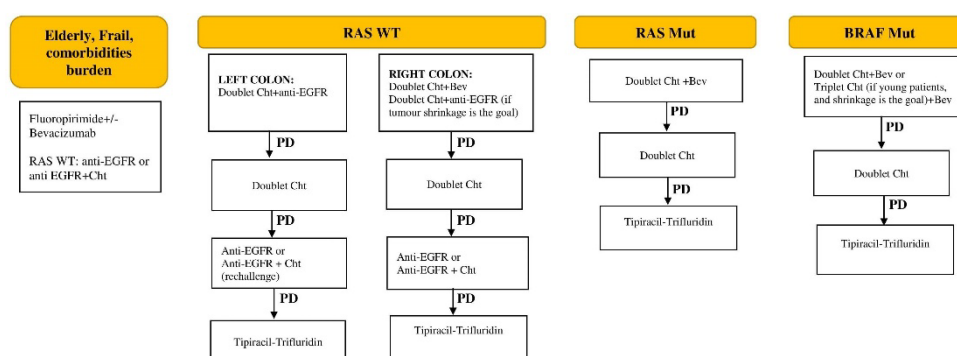 Elderly, Frail,
comorbidities
burden
Fluoropirimide+/-
Bevacizumab
RAS WT: anti-EGFR or
anti EGFR+Cht
RAS WT
LEFT COLON:
Doublet Cht+anti-EGFR
PD
Doublet Cht
PD
Anti-EGFR or
Anti-EGFR + Cht
(rechallenge)
PD
Tipiracil-Trifluridin
RIGHT COLON:
Doublet Cht+Bev
Doublet Cht+anti-EGFR (if
tumour shrinkage is the goal)
PD
Doublet Cht
PD
Anti-EGFR or
Anti-EGFR + Cht
PD
Tipiracil-Trifluridin
RAS Mut
Doublet Cht +Bev
PD
Doublet Cht
PD
Tipiracil-Trifluridin
BRAF Mut
Doublet Cht+Bev or
Triplet Cht (if young patients,
and shrinkage is the goal)+Bev
PD
Doublet Cht
PD
Tipiracil-Trifluridin